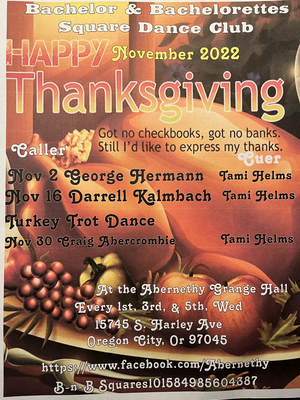 Bachelor & Bachelorettes
Square Dance Club
HAPPY November 2022
Thanksgiving
Got no checkbooks, got no banks.
Still I'd like to express my thanks.
Caller Cuer
Nov 2 George Hermann Tami Helms
Nov 16 Darrell Kalmbach Tami Helms
Turkey Trot Dance
Nov 30 Craig Abercrombie Tami Helms
At the Abernethy Grange Hall
Every 1st, 3rd, & 5th, Wed
15745 S. Harley Ave
Oregon City, Or 97045
https://www.facebook.com/Abernethy
B-n-B Squares101584985604387